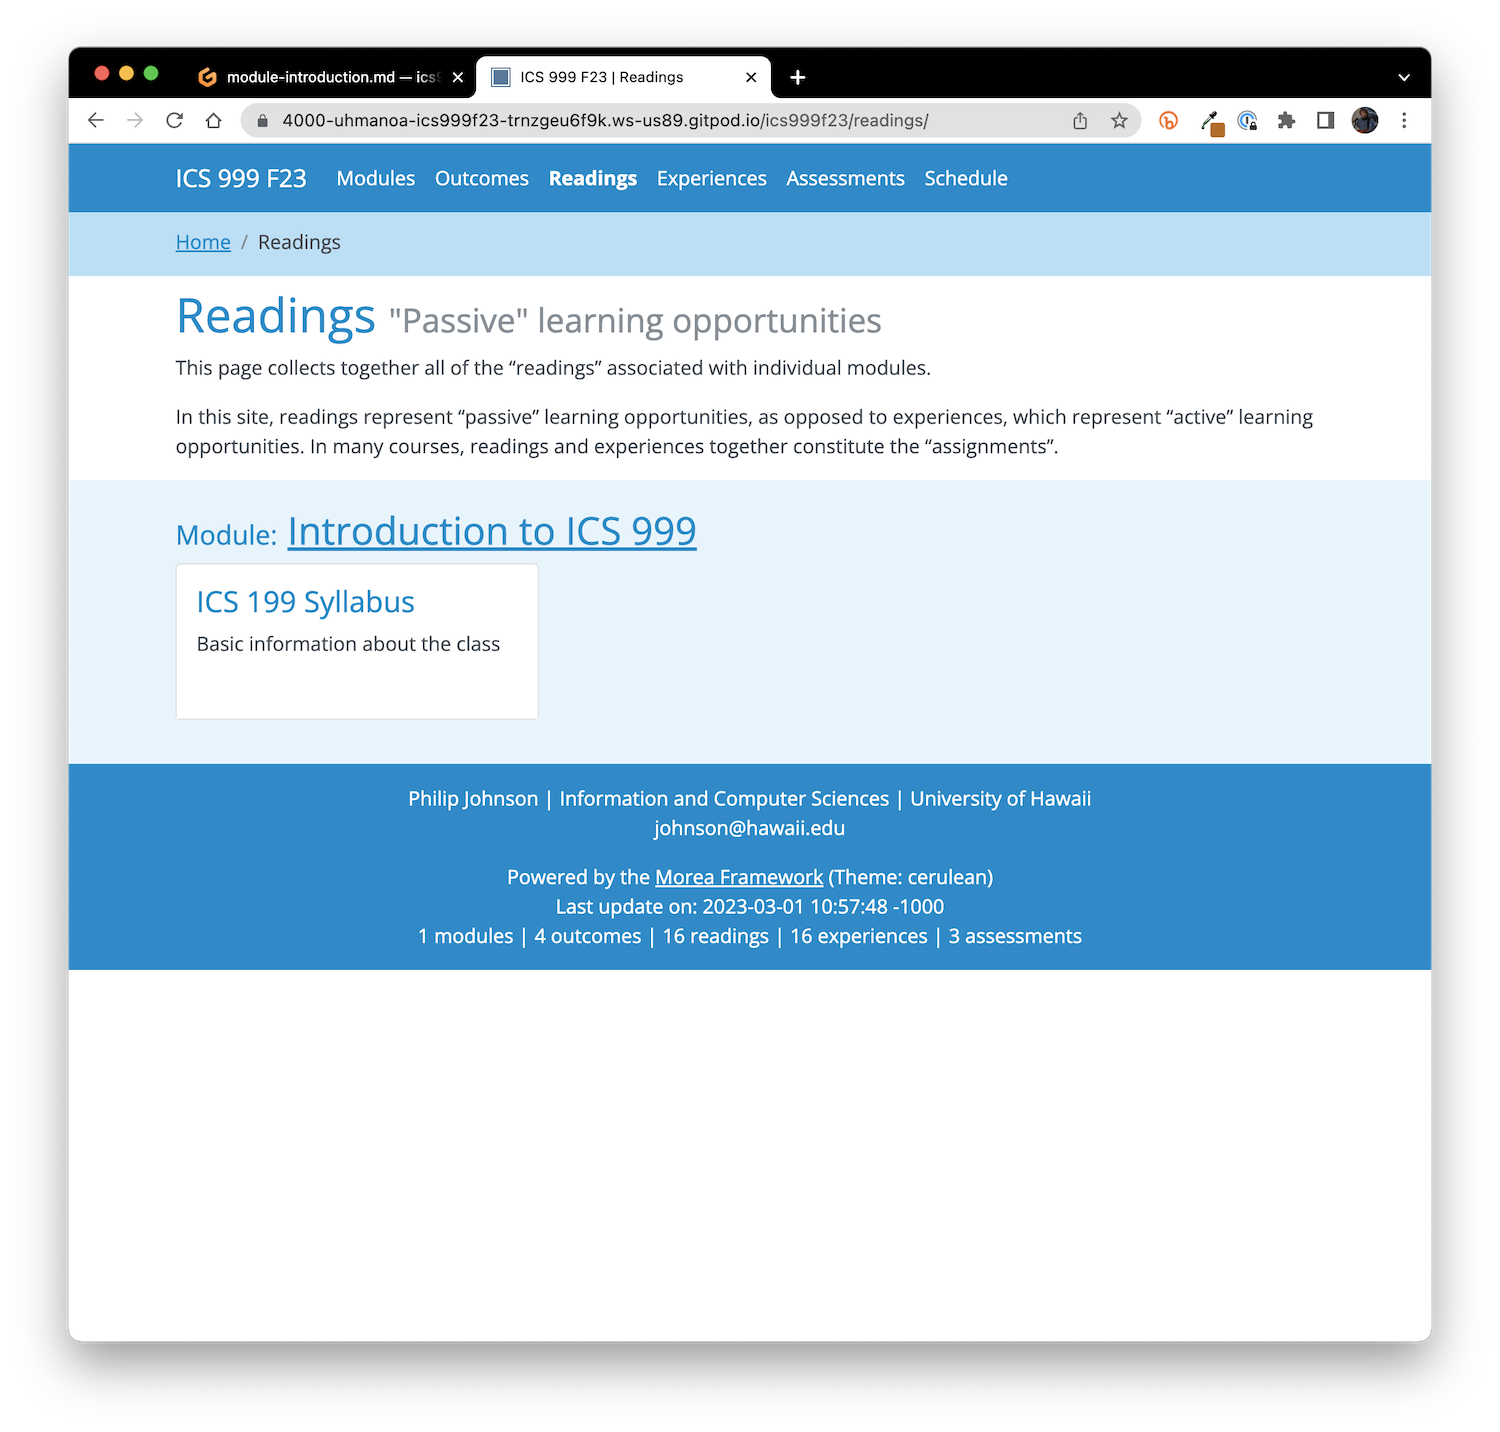 module-introduction.md — ics
ICS 999 F23 | Readings
4000-uhmanoa-ics999f23-trnzgeu6f9k.ws-us89.gitpod.io/ics999f23/readings/
ICS 999 F23 Modules Outcomes Readings Experiences Assessments Schedule
Home / Readings
Readings "Passive" learning opportunities
This page collects together all of the “readings” associated with individual modules.
In this site, readings represent “passive” learning opportunities, as opposed to experiences, which represent “active” learning
opportunities. In many courses, readings and experiences together constitute the “assignments”.
Module: Introduction to ICS 999
ICS 199 Syllabus
Basic information about the class
Philip Johnson | Information and Computer Sciences | University of Hawaii
johnson@hawaii.edu
Powered by the Morea Framework (Theme: cerulean)
Last update on: 2023-03-01 10:57:48 -1000
1 modules | 4 outcomes | 16 readings | 16 experiences | 3 assessments